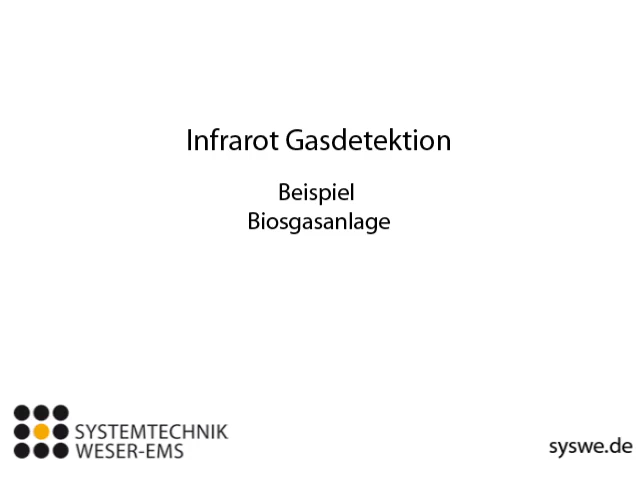 Infrarot Gasdetektion
Beispiel
Biosgasanlage
SYSTEMTECHNIK
WESER-EMS
syswe.de